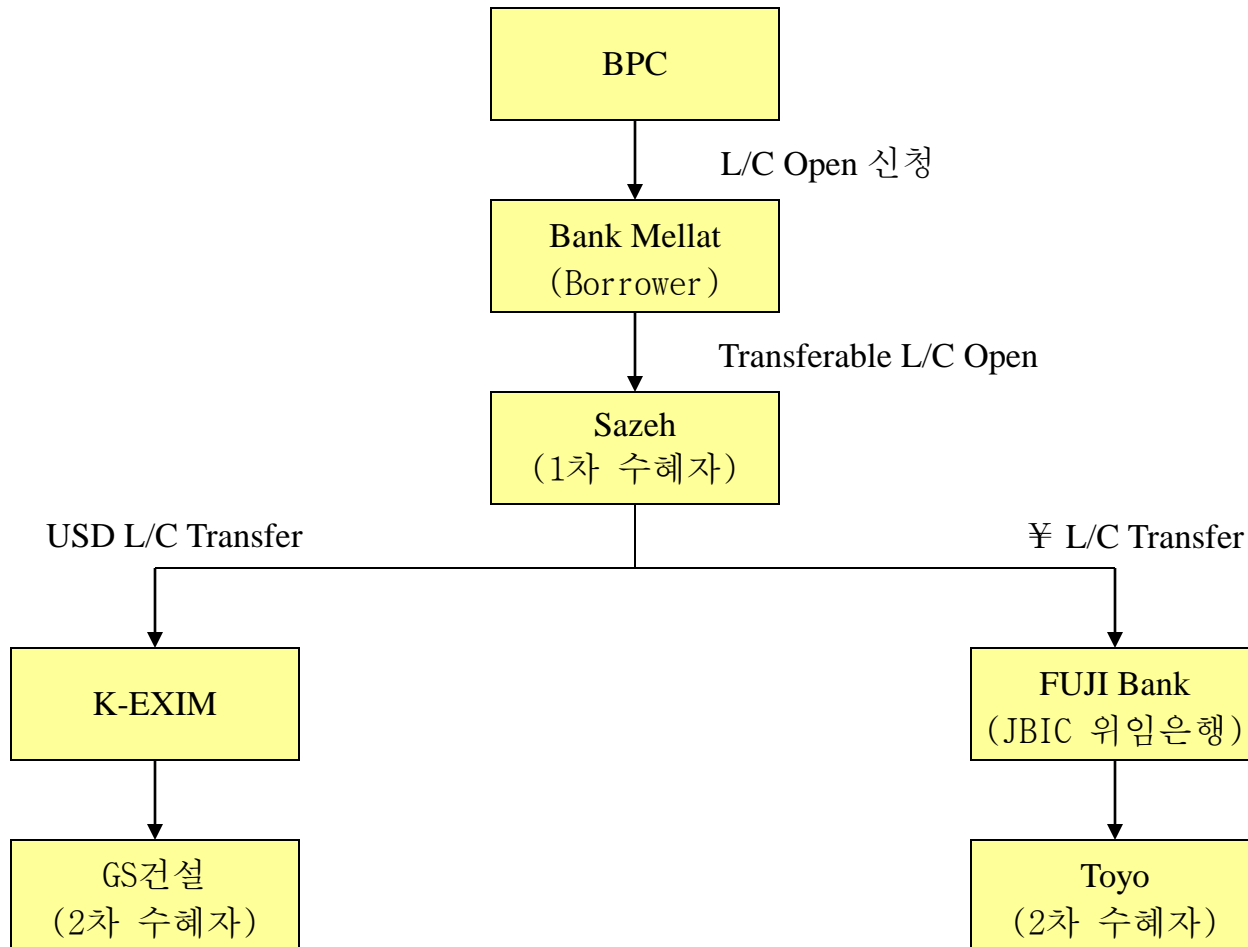 BPC
L/C Open 신청
Bank Mellat
(Borrower)
Transferable L/C Open
Sazeh
(1차 수혜자)
USD L/C Transfer
¥ L/C Transfer
K-EXIM
FUJI Bank
(JBIC 위임은행)
GS건설
(2차 수혜자)
Toyo
(2차 수혜자)